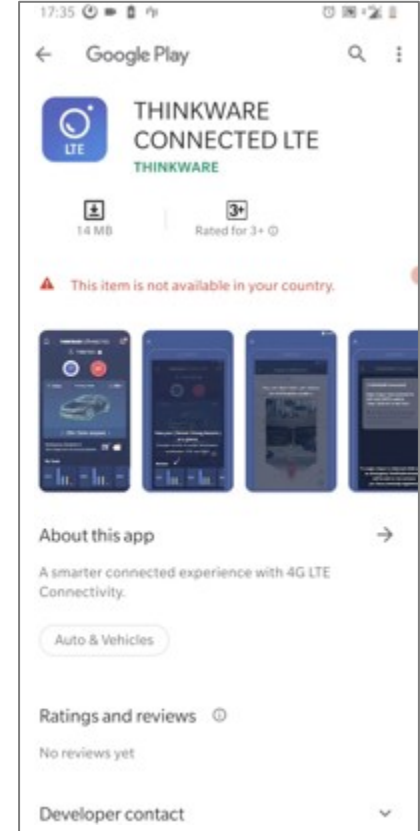 17:35
Google Play
LTE
THINKWARE
CONNECTED LTE
THINKWARE
14 MB
3+
Rated for 3+
This item is not available in your country.
About this app
A smarter connected experience with 4G LTE
Connectivity.
Auto & Vehicles
Ratings and reviews
No reviews yet
Developer contact